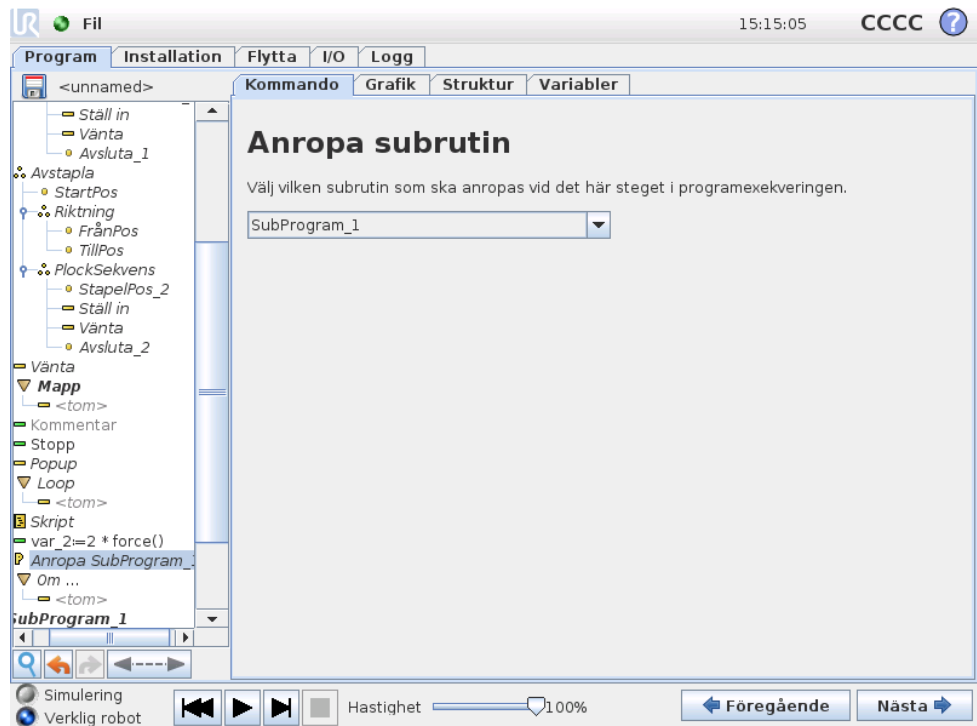 UR Fil 15:15:05 CCCC ?
Program Installation Flytta I/O Logg
<unnamed>
Kommando Grafik Struktur Variabler
Ställ in
Vänta
Avsluta_1
Avstapla
StartPos
Riktning
FrånPos
TillPos
PlockSekvens
StapelPos_2
Ställ in
Vänta
Avsluta_2
Vänta
Mapp
<tom>
Kommentar
Stopp
Popup
Loop
<tom>
Skript
var_2:=2 * force()
Anropa SubProgram_1
Om ...
<tom>
SubProgram_1
Anropa subrutin
Välj vilken subrutin som ska anropas vid det här steget i programexekveringen.
SubProgram_1
Simulering
Verklig robot
Hastighet 100%
Föregående Nästa